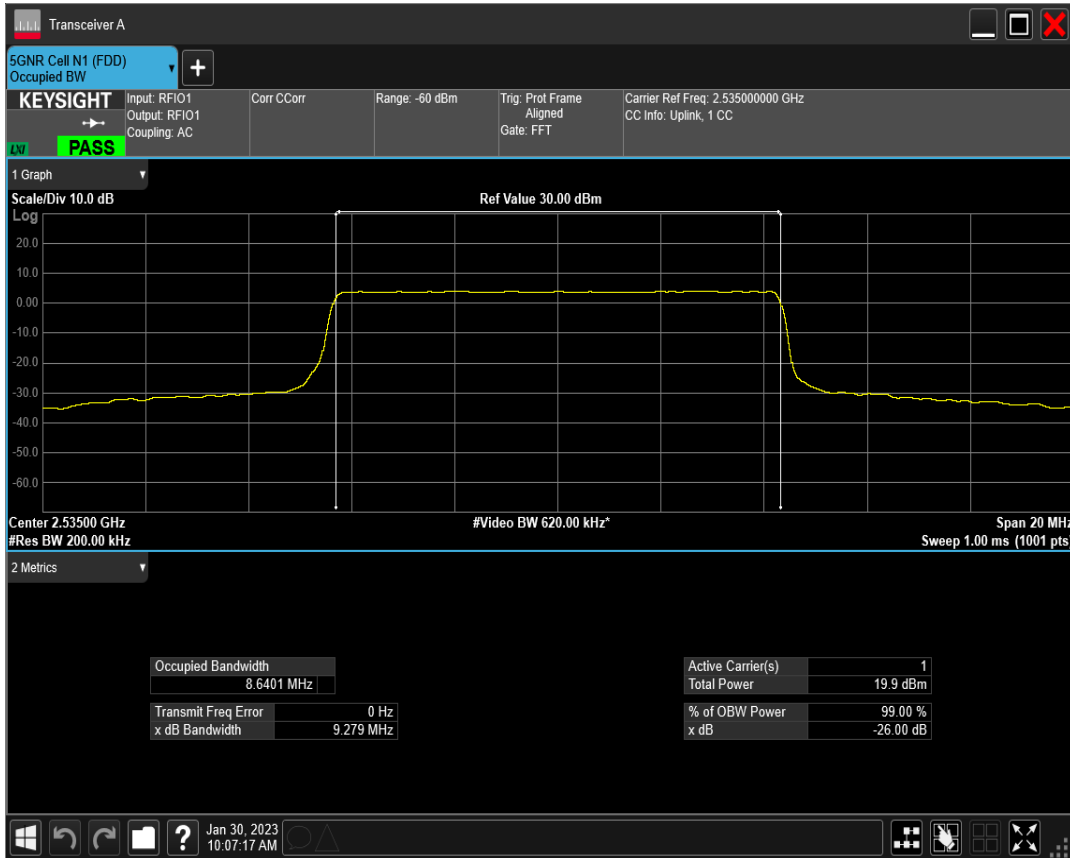 Transceiver A
5GNR Cell N1 (FDD)
Occupied BW
+
KEYSIGHT
LXI
PASS
Input: RFIO1
Output: RFIO1
Coupling: AC
Corr CCorr
Range: -60 dBm
Trig: Prot Frame
Aligned
Gate: FFT
Carrier Ref Freq: 2.535000000 GHz
CC Info: Uplink, 1 CC
1 Graph
Scale/Div 10.0 dB
Ref Value 30.00 dBm
Log
20.0
10.0
0.00
-10.0
-20.0
-30.0
-40.0
-50.0
-60.0
Center 2.53500 GHz
#Video BW 620.00 kHz*
Span 20 MHz
#Res BW 200.00 kHz
Sweep 1.00 ms (1001 pts)
2 Metrics
Occupied Bandwidth
8.6401 MHz
Transmit Freq Error 0 Hz
x dB Bandwidth 9.279 MHz
Active Carrier(s) 1
Total Power 19.9 dBm
% of OBW Power 99.00 %
x dB -26.00 dB
?
Jan 30, 2023
10:07:17 AM